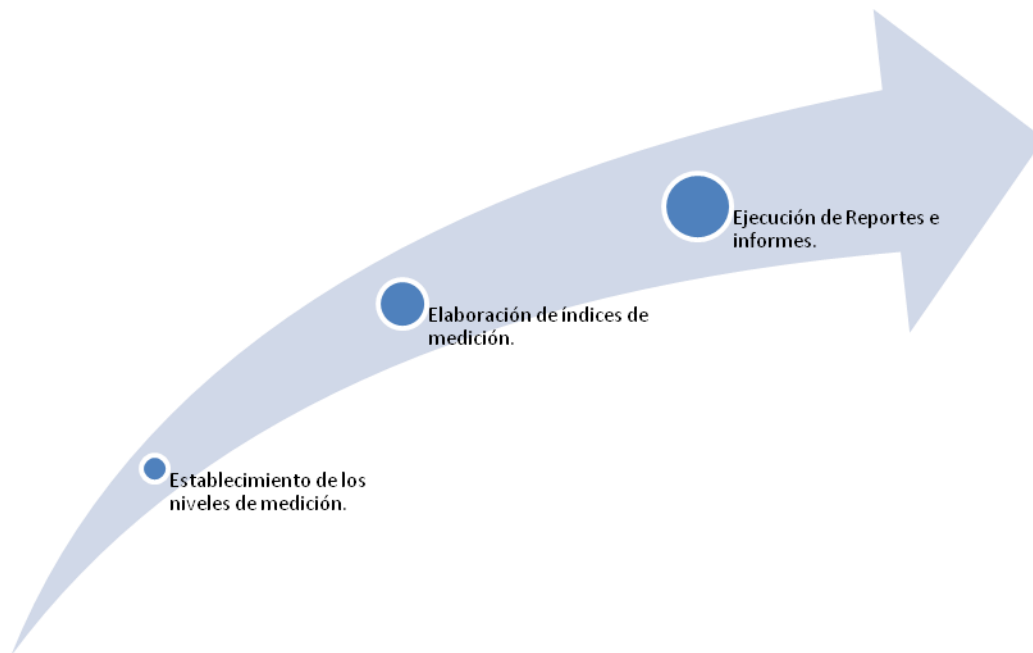 Ejecución de Reportes e
informes.
Elaboración de índices de
medición.
Establecimiento de los
niveles de medición.